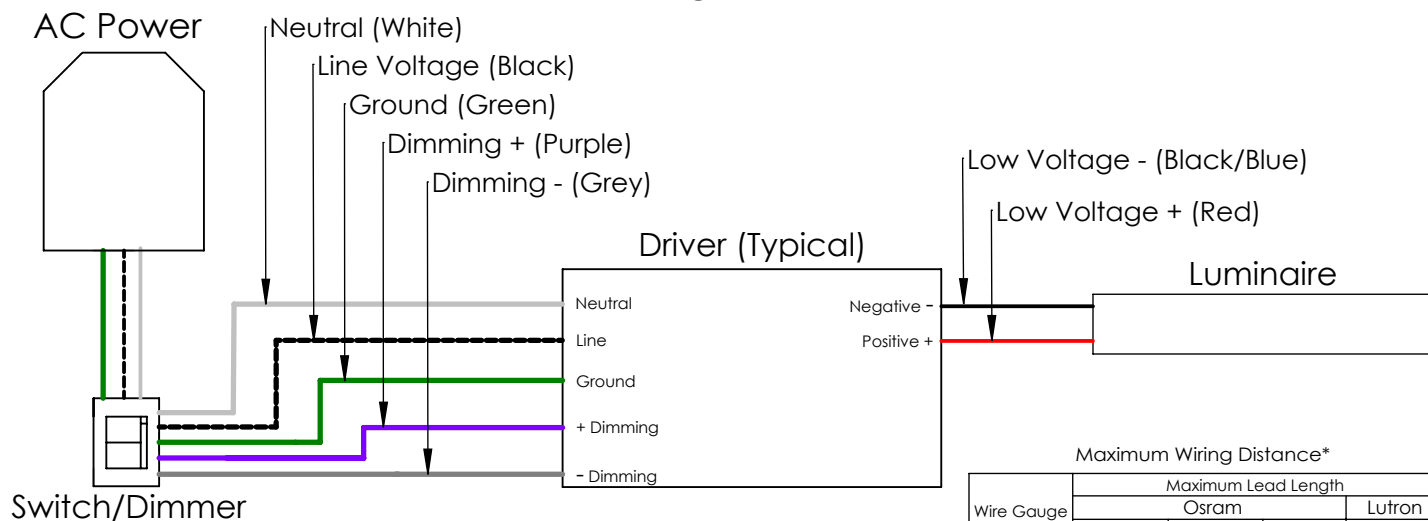 AC Power
Neutral (White)
Line Voltage (Black)
Ground (Green)
Dimming + (Purple)
Dimming - (Grey)
Low Voltage - (Black/Blue)
Low Voltage + (Red)
Driver (Typical)
Luminaire
Neutral
Negative -
Line
Positive +
Ground
+ Dimming
- Dimming
Switch/Dimmer
Maximum Wiring Distance*
Maximum Lead Length
Wire Gauge
Osram
Lutron